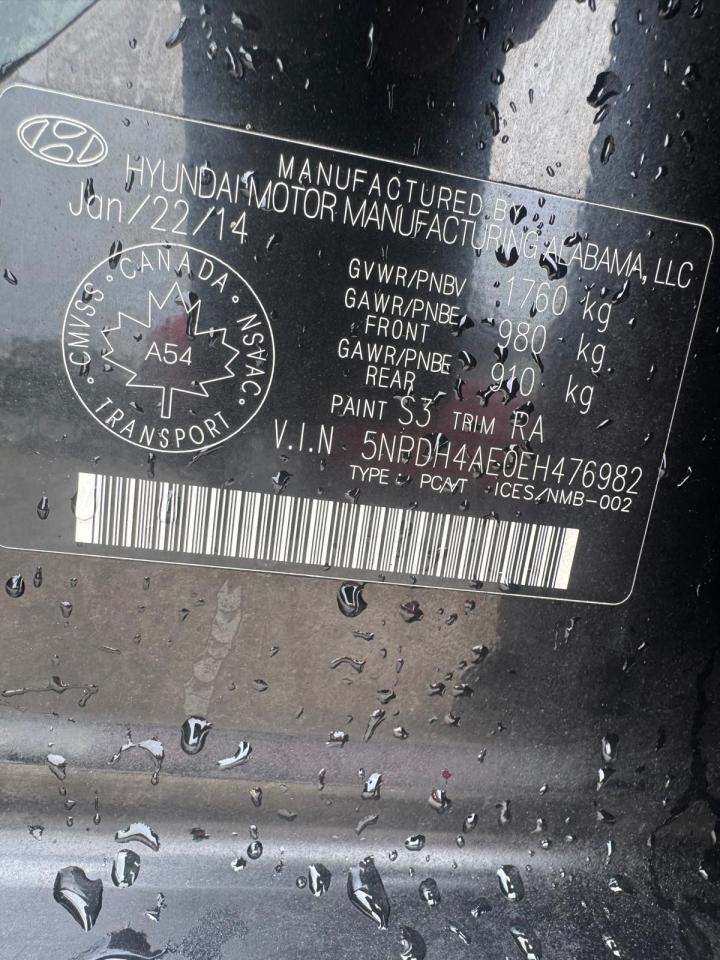 MANUFACTURED BY
HYUNDAI MOTOR MANUFACTURING ALABAMA, LLC
Jan/22/14
GVWR/PNBV 1760 kg
GAWR/PNBE FRONT 980 kg
GAWR/PNBE REAR 910 kg
PAINT S3 TRIM RA
CMVSS · CANADA · NSVAC · TRANSPORT
A54
V.I.N 5NPDH4AE0EH476982
TYPE : PC/VT ICES/NMB-002